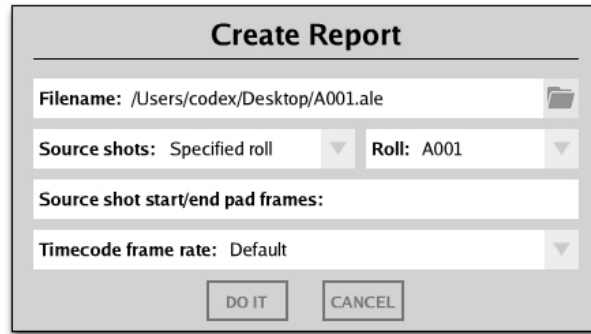 Create Report
Filename: /Users/codex/Desktop/A001.ale
Source shots: Specified roll Roll: A001
Source shot start/end pad frames:
Timecode frame rate: Default
DO IT CANCEL